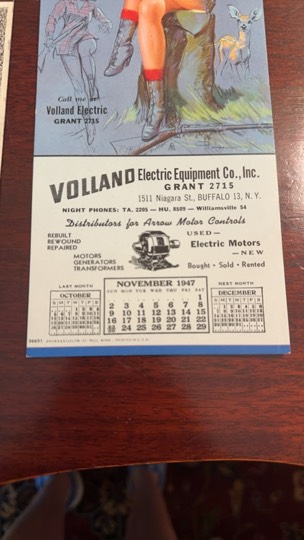 Call me at
Volland Electric
GRANT 2715
VOLLAND Electric Equipment Co., Inc.
GRANT 2715
1511 Niagara St., BUFFALO 13, N. Y.
NIGHT PHONES: TA. 2205 — HU. 8509 — Williamsville 54
Distributors for Arrow Motor Controls
REBUILT
REWOUND
REPAIRED
MOTORS
GENERATORS
TRANSFORMERS
USED —
Electric Motors
— NEW
Bought • Sold • Rented
LAST MONTH
OCTOBER
S M T W T F S
NOVEMBER 1947
SUN MON TUE WED THU FRI SAT
1
2 3 4 5 6 7 8
9 10 11 12 13 14 15
16 17 18 19 20 21 22
23/30 24 25 26 27 28 29
NEXT MONTH
DECEMBER
S M T W T F S